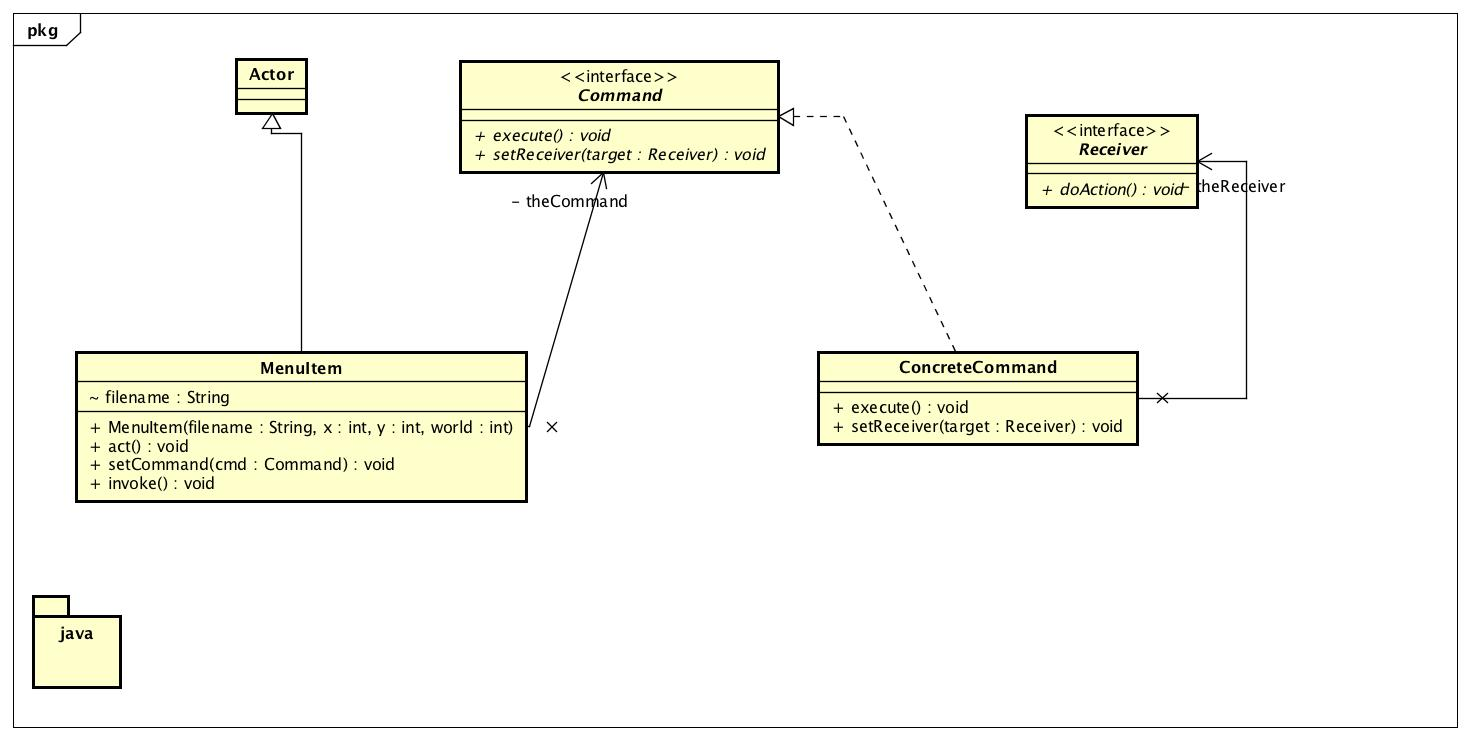 pkg
Actor
<<interface>>
Command
+ execute() : void
+ setReceiver(target : Receiver) : void
<<interface>>
Receiver
+ doAction() : void
- theReceiver
- theCommand
MenuItem
~ filename : String
+ MenuItem(filename : String, x : int, y : int, world : int)
+ act() : void
+ setCommand(cmd : Command) : void
+ invoke() : void
ConcreteCommand
+ execute() : void
+ setReceiver(target : Receiver) : void
java